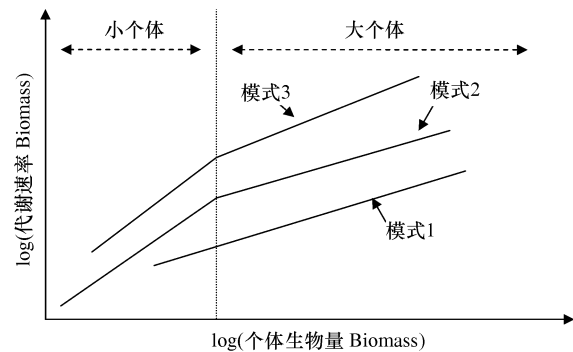 小个体
大个体
模式3
模式2
模式1
log(代谢速率 Biomass)
log(个体生物量 Biomass)